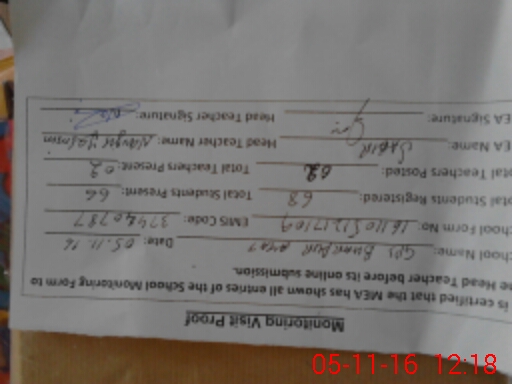 Monitoring Visit Proof
is certified that the MEA has shown all entries of the School Monitoring Form to
he Head Teacher before its online submission.
chool Name: GPS Date: 05.11.16
chool Form No: EMIS Code: 37420787
otal Students Registered: 68 Total Students Present: 66
otal Teachers Posted: 02 Total Teachers Present: 02
EA Name: SABIR Head Teacher Name:
EA Signature: Head Teacher Signature:
05-11-16 12:18